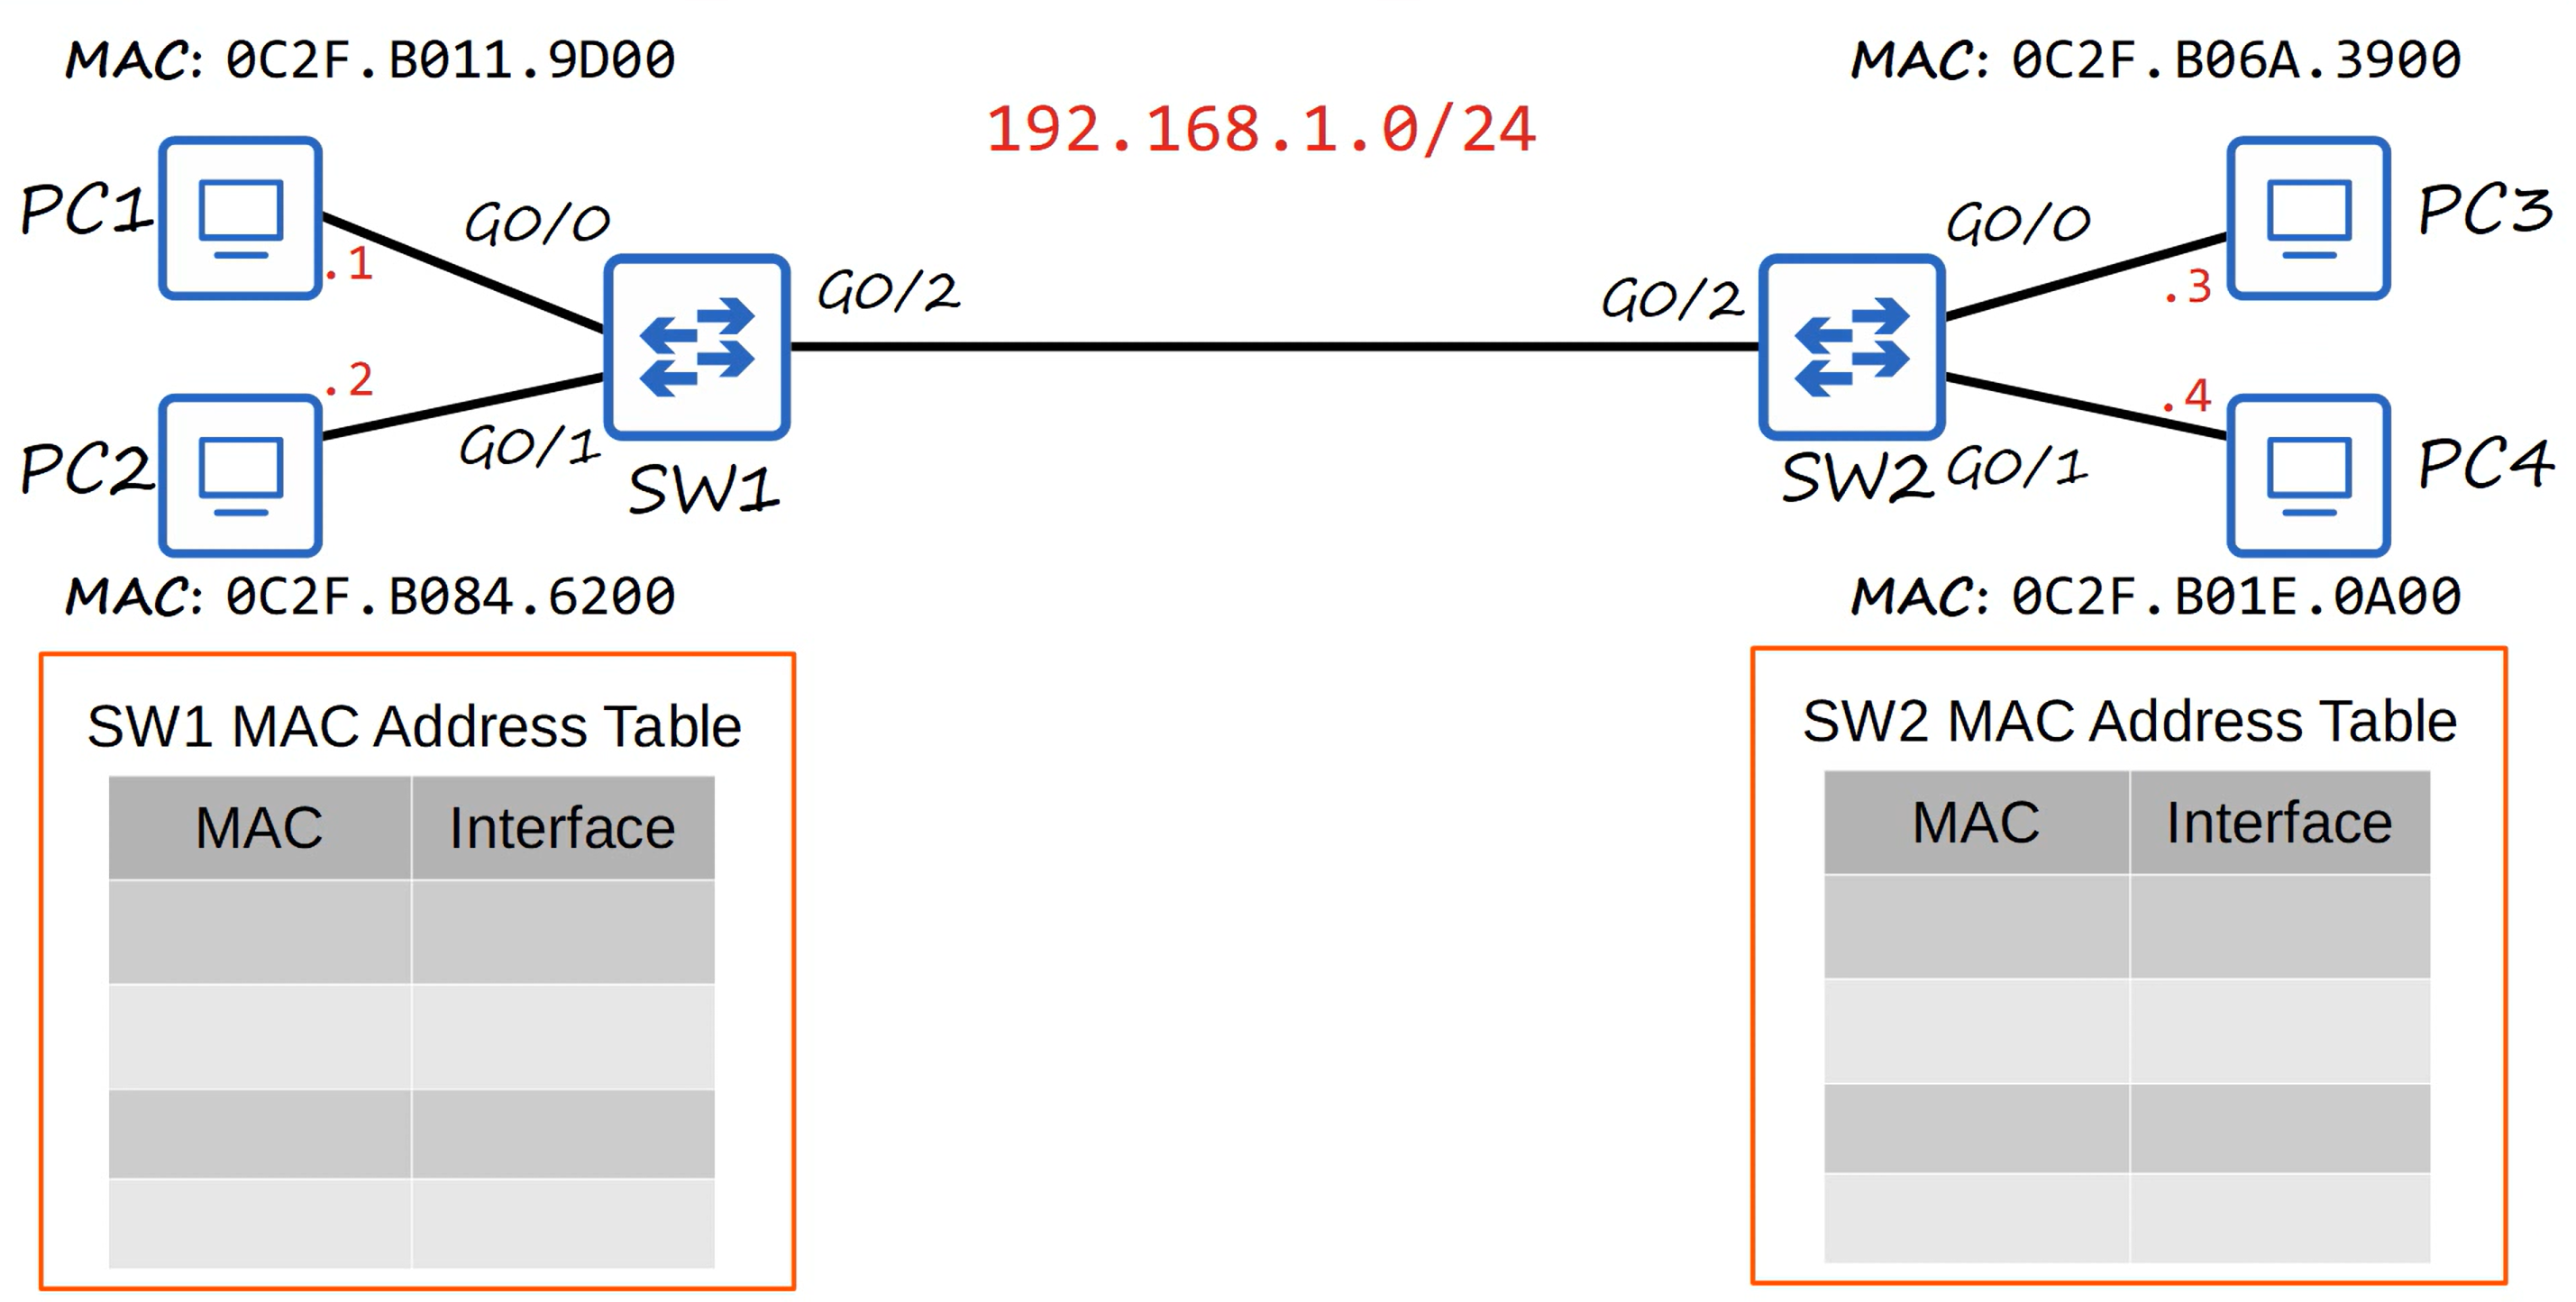 MAC: 0C2F.B011.9D00
MAC: 0C2F.B06A.3900
192.168.1.0/24
PC1
.1
G0/0
G0/2
G0/2
G0/0
.3
PC3
PC2
.2
G0/1
SW1
SW2
G0/1
.4
PC4
MAC: 0C2F.B084.6200
MAC: 0C2F.B01E.0A00
SW1 MAC Address Table
MAC Interface
SW2 MAC Address Table
MAC Interface